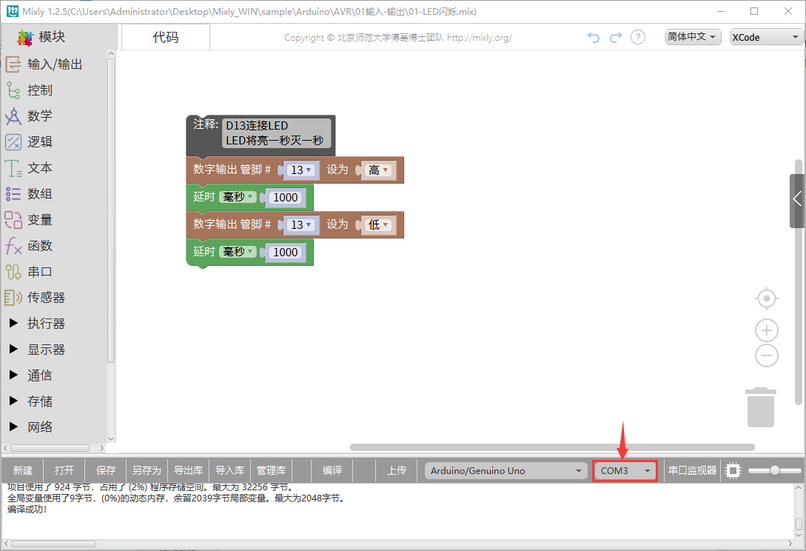 Mixly 1.2.5(C:\Users\Administrator\Desktop\Mixly_WIN\sample\Arduino\AVR\01输入-输出\01-LED闪烁.mix)
模块
代码
Copyright © 北京师范大学傅骞博士团队 http://mixly.org/
简体中文
XCode
输入/输出
控制
数学
逻辑
文本
数组
变量
函数
串口
传感器
执行器
显示器
通信
存储
网络
注释: D13连接LED
LED将亮一秒灭一秒
数字输出 管脚 # 13 设为 高
延时 毫秒 1000
数字输出 管脚 # 13 设为 低
延时 毫秒 1000
新建 打开 保存 另存为 导出库 导入库 管理库 编译 上传 Arduino/Genuino Uno COM3 串口监视器
项目使用了 924 字节，占用了 (2%) 程序存储空间。最大为 32256 字节。
全局变量使用了9字节，(0%)的动态内存，余留2039字节局部变量。最大为2048字节。
编译成功!